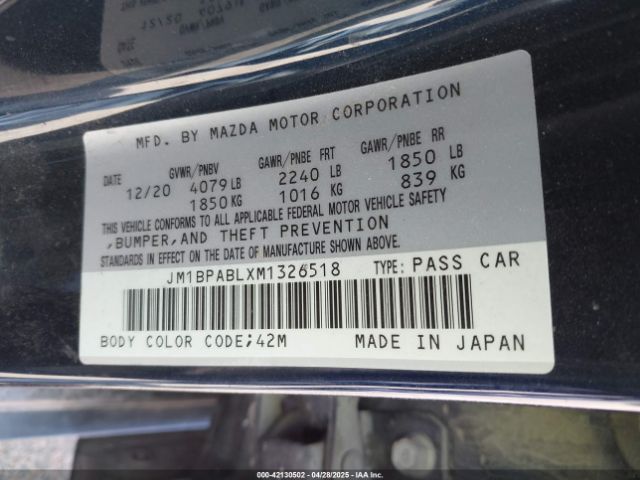 MFD. BY MAZDA MOTOR CORPORATION
DATE GVWR/PNBV GAWR/PNBE FRT GAWR/PNBE RR
12/20 4079 LB 2240 LB 1850 LB
1850 KG 1016 KG 839 KG
THIS VEHICLE CONFORMS TO ALL APPLICABLE FEDERAL MOTOR VEHICLE SAFETY
,BUMPER,AND THEFT PREVENTION
STANDARDS IN EFFECT ON THE DATE OF MANUFACTURE SHOWN ABOVE.
JM1BPABLXM1326518 TYPE: PASS CAR
BODY COLOR CODE;42M MADE IN JAPAN
000-42130502 04/28/2025 IAA Inc.